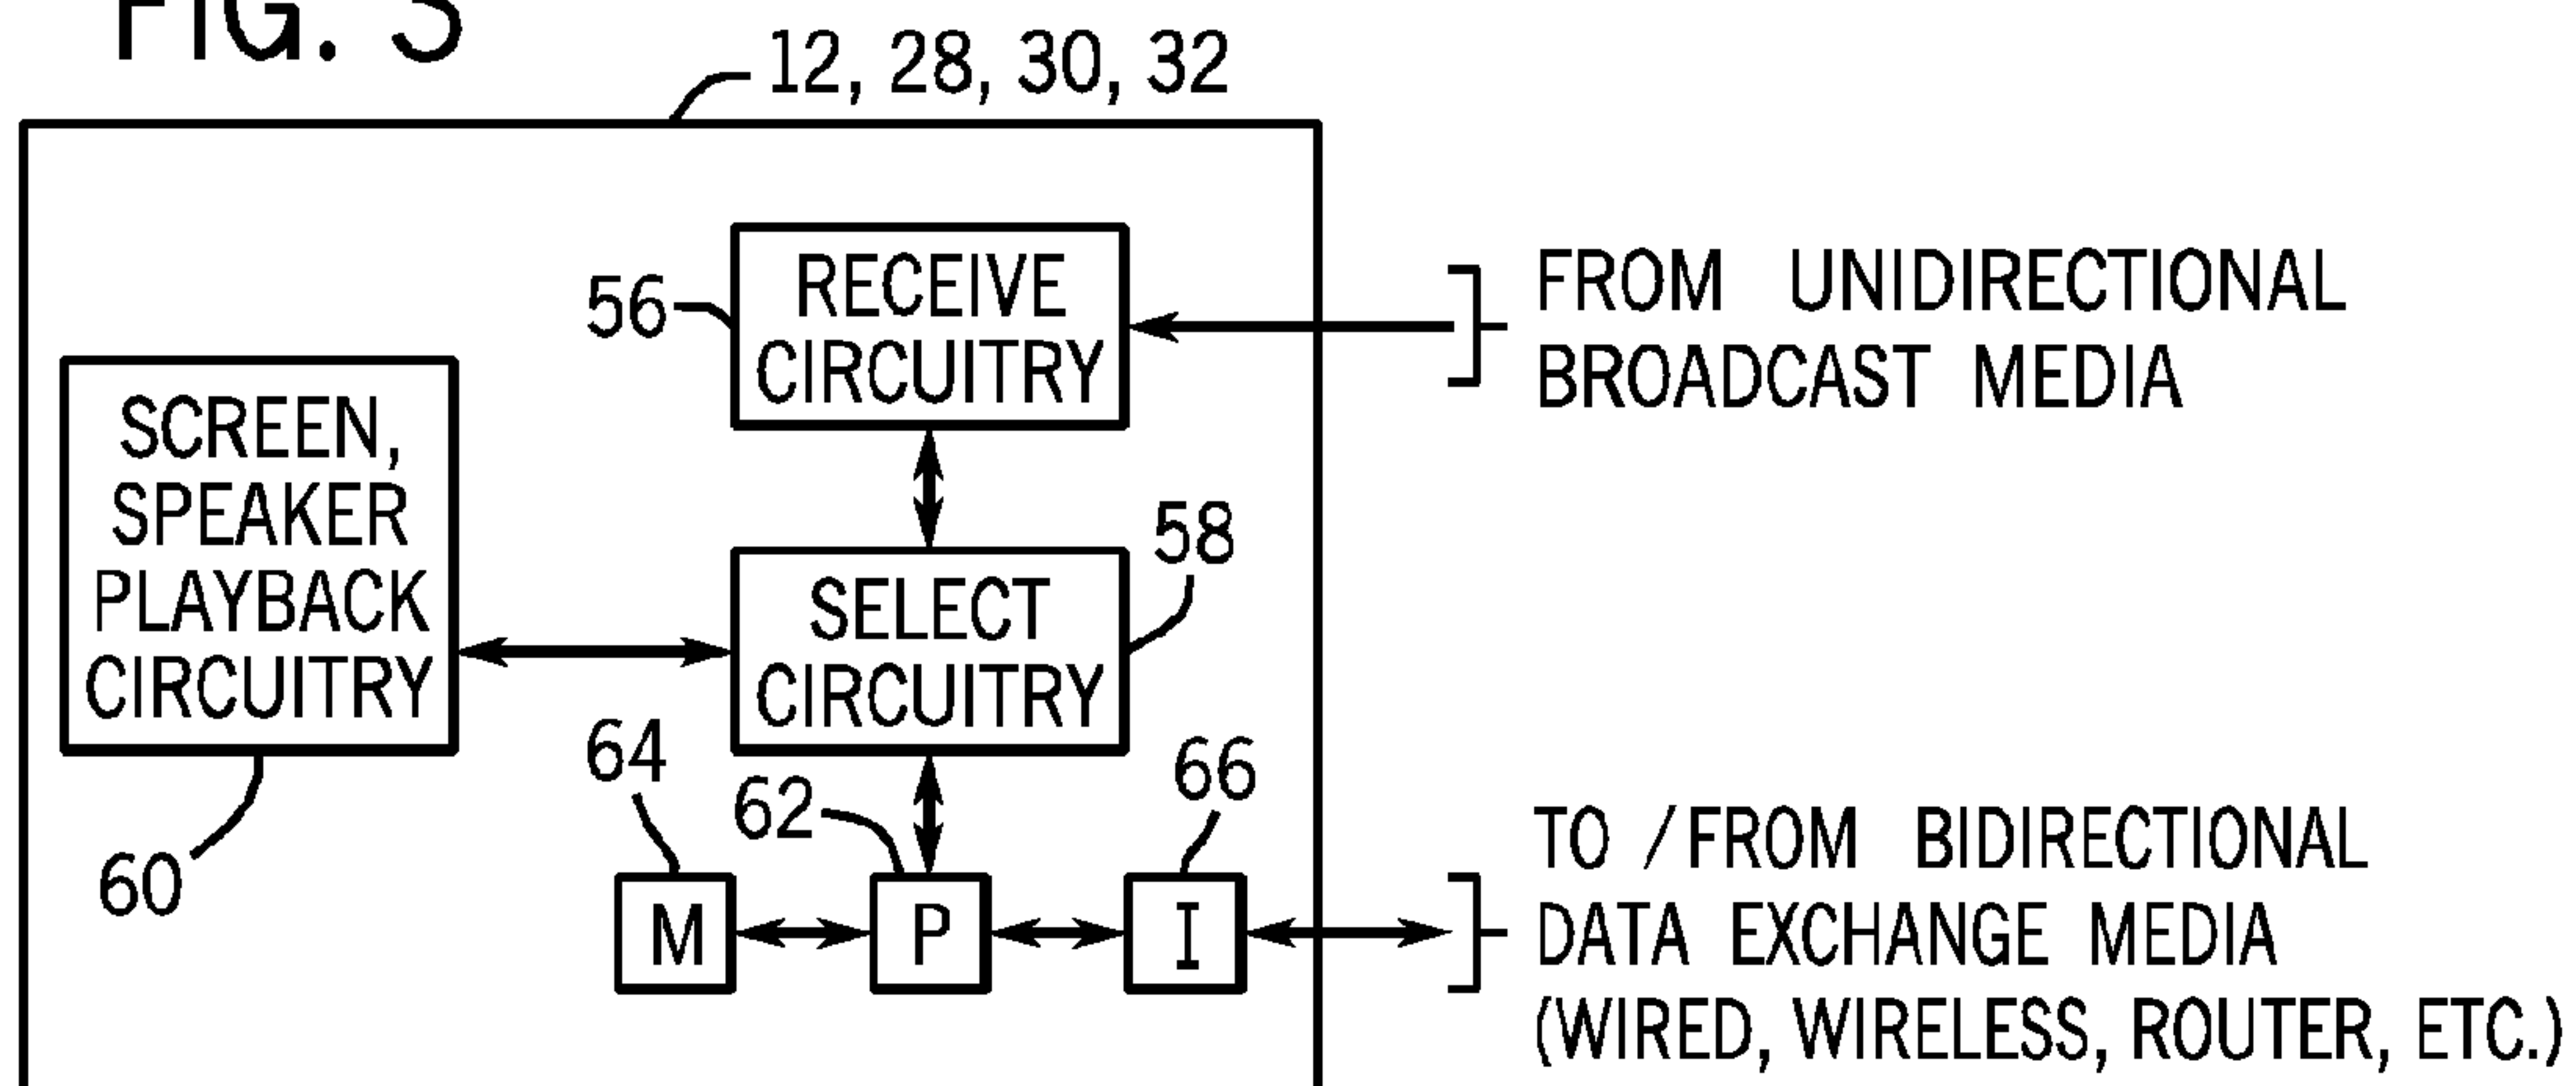 FIG. 3
12, 28, 30, 32
RECEIVE
CIRCUITRY
56
FROM UNIDIRECTIONAL
BROADCAST MEDIA
SCREEN,
SPEAKER
PLAYBACK
CIRCUITRY
60
SELECT
CIRCUITRY
58
64
62
66
M
P
I
TO / FROM BIDIRECTIONAL
DATA EXCHANGE MEDIA
(WIRED, WIRELESS, ROUTER, ETC.)